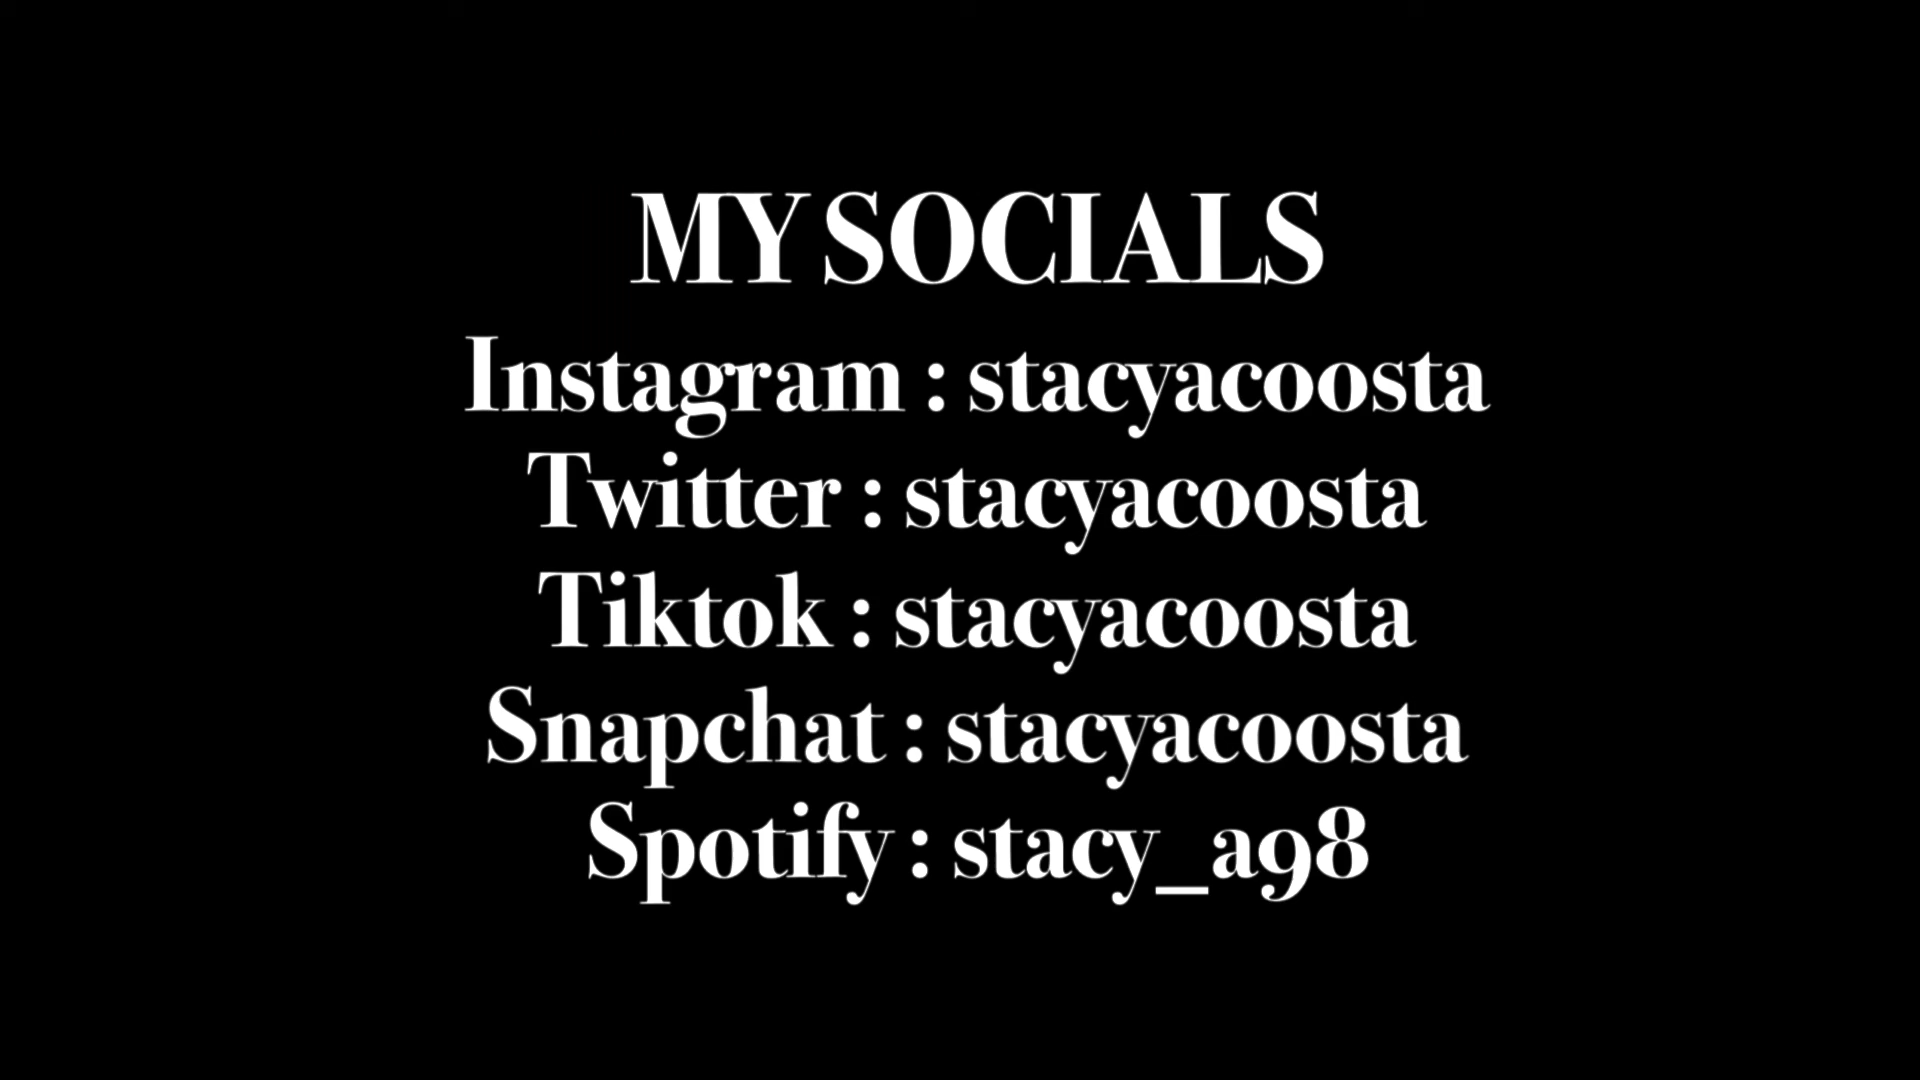 MY SOCIALS
Instagram : stacyacoosta
Twitter : stacyacoosta
Tiktok : stacyacoosta
Snapchat : stacyacoosta
Spotify : stacy_a98